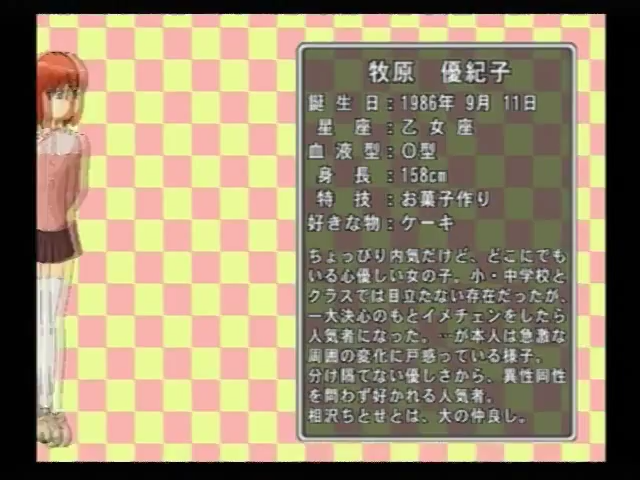 牧原　優紀子
誕生日：1986年 9月 11日
星座：乙女座
血液型：O型
身長：158cm
特技：お菓子作り
好きな物：ケーキ
ちょっぴり内気だけど、どこにでも
いる心優しい女の子。小・中学校と
クラスでは目立たない存在だったが、
一大決心のもとイメチェンをしたら
人気者になった。…が本人は急激な
周囲の変化に戸惑っている様子。
分け隔てない優しさから、異性同性
を問わず好かれる人気者。
相沢ちとせとは、大の仲良し。